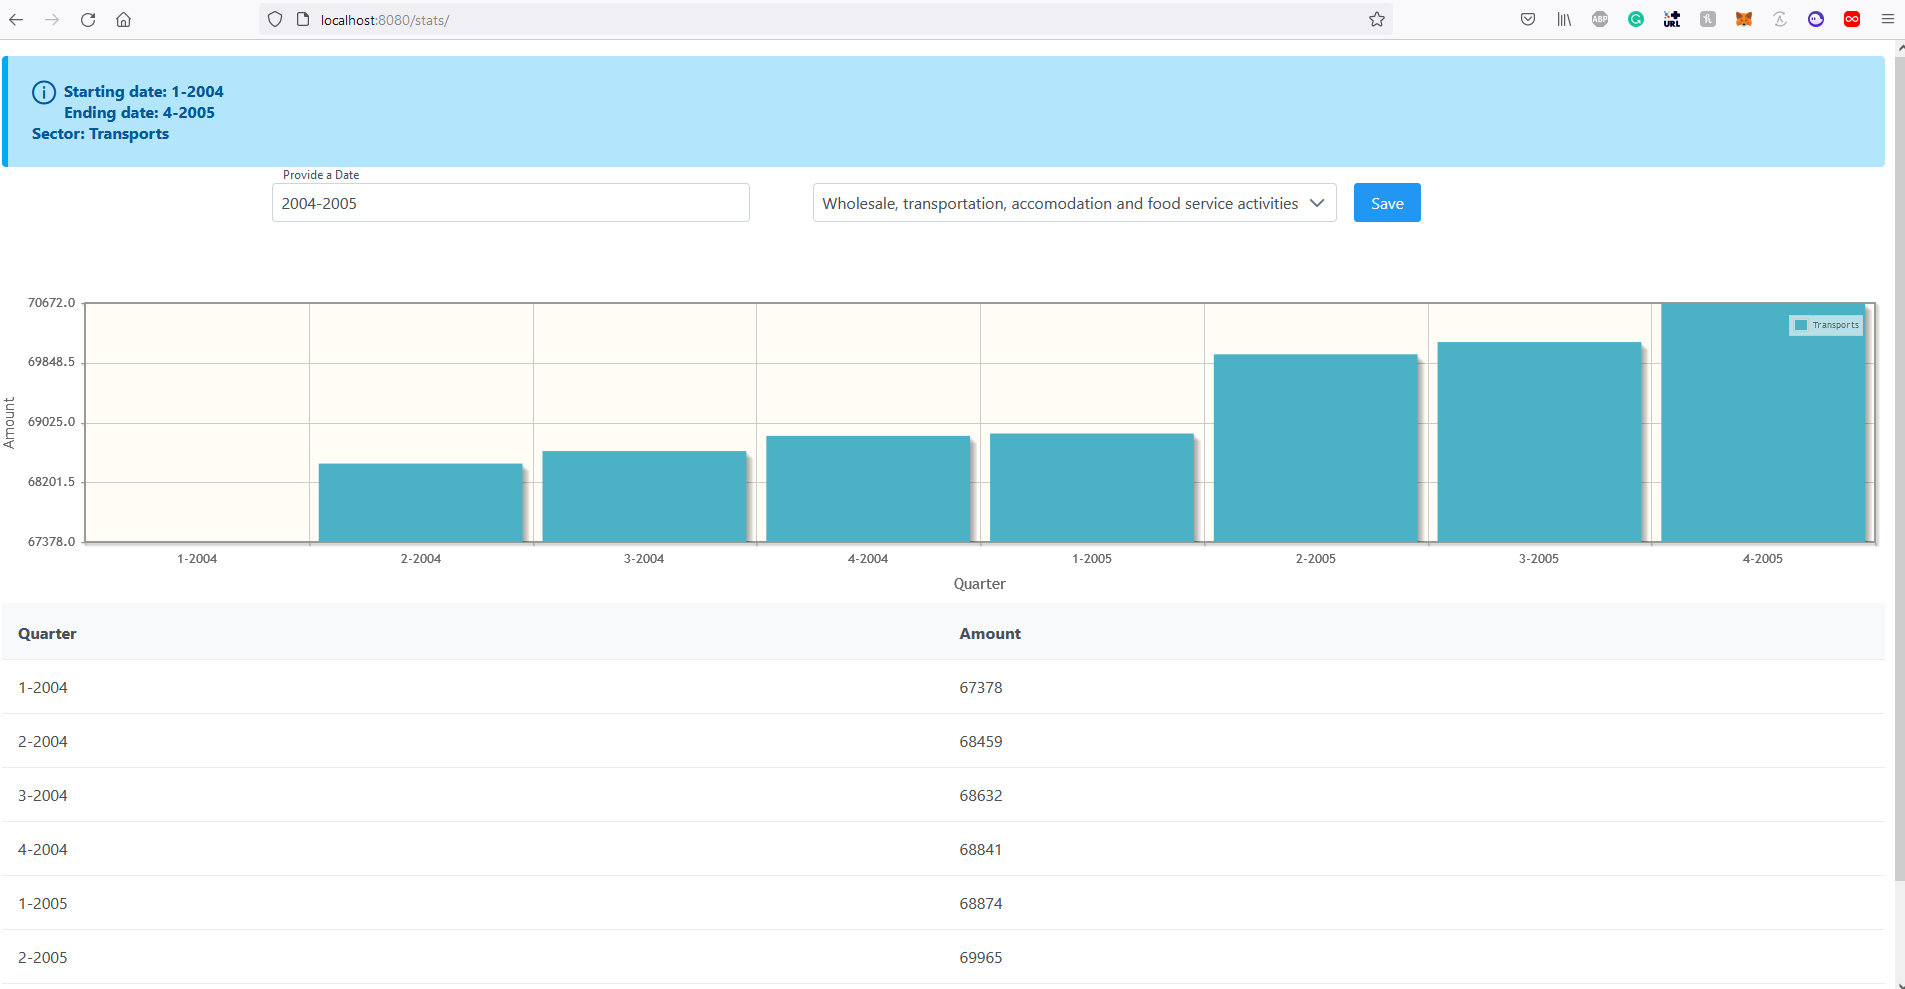 localhost:8080/stats/
ABP
URL
Starting date: 1-2004
Ending date: 4-2005
Sector: Transports
Provide a Date
2004-2005
Wholesale, transportation, accomodation and food service activities
Save
70672.0
69848.5
69025.0
68201.5
67378.0
Amount
Transports
1-2004 2-2004 3-2004 4-2004 1-2005 2-2005 3-2005 4-2005
Quarter
Quarter Amount
1-2004 67378
2-2004 68459
3-2004 68632
4-2004 68841
1-2005 68874
2-2005 69965